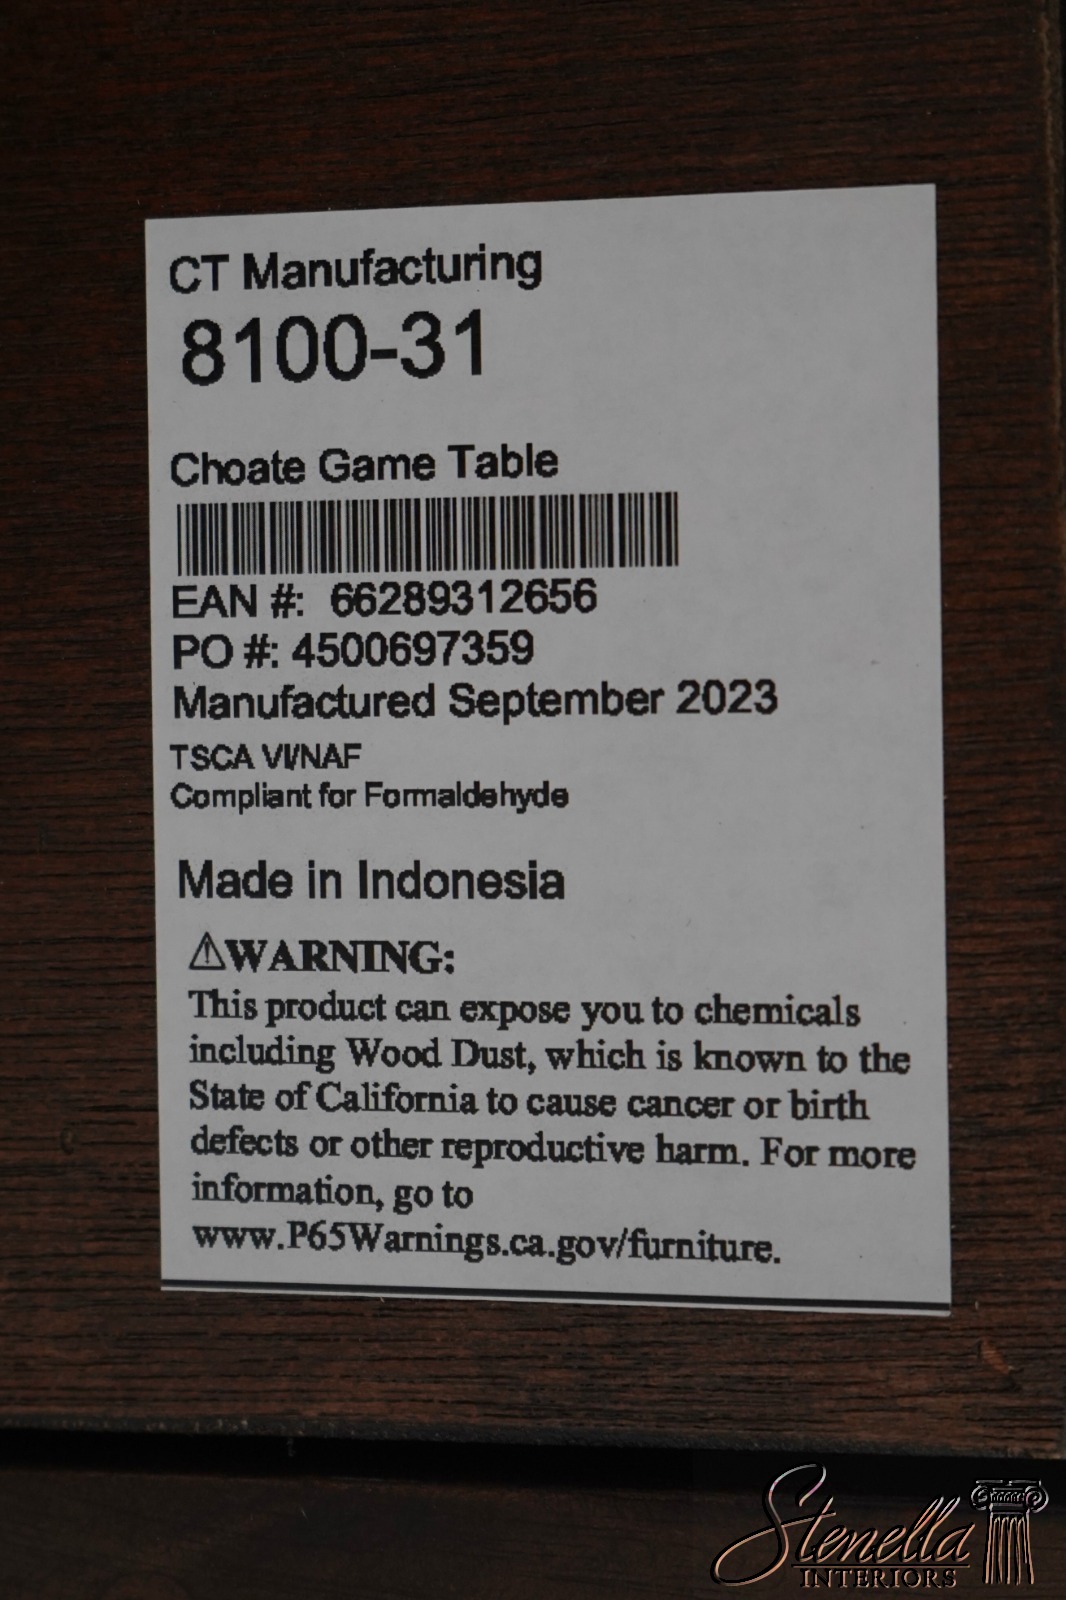 CT Manufacturing
8100-31
Choate Game Table
EAN #: 66289312656
PO #: 4500697359
Manufactured September 2023
TSCA VI/NAF
Compliant for Formaldehyde
Made in Indonesia
⚠WARNING:
This product can expose you to chemicals
including Wood Dust, which is known to the
State of California to cause cancer or birth
defects or other reproductive harm. For more
information, go to
www.P65Warnings.ca.gov/furniture.
Stenella
INTERIORS